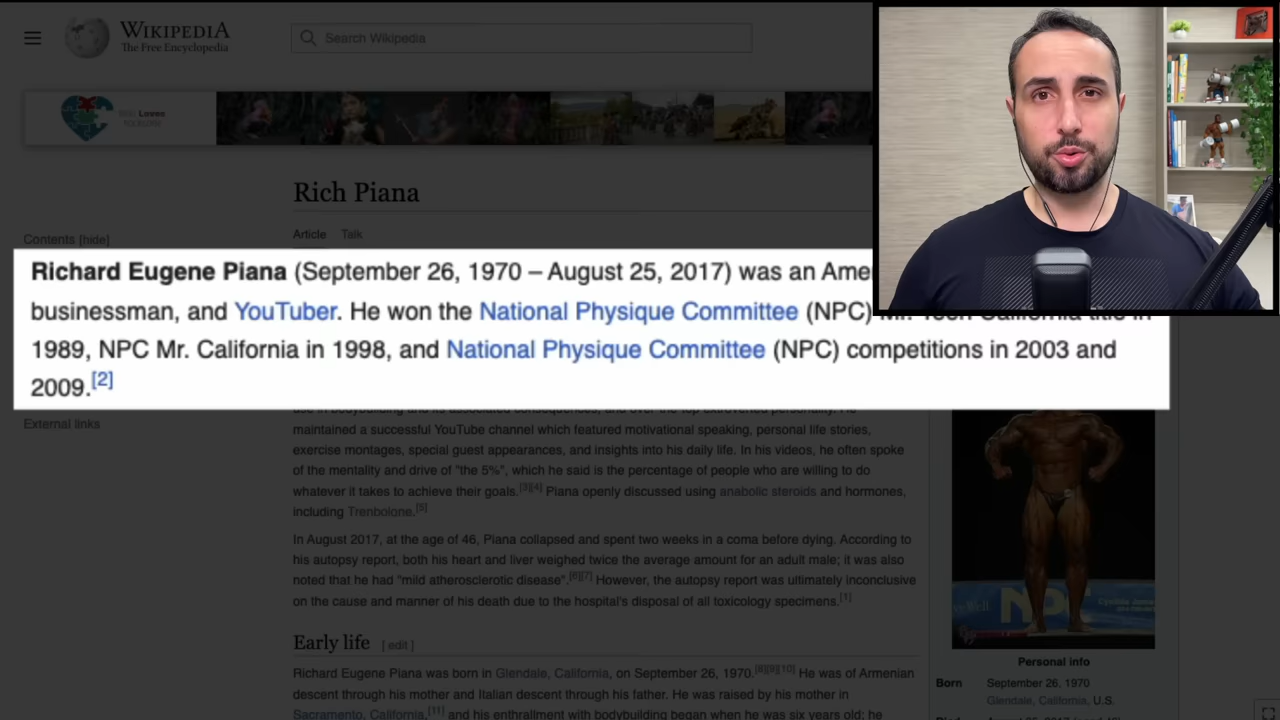 WIKIPEDIA
The Free Encyclopedia
Search Wikipedia
Rich Piana
Article Talk
Contents [hide]
Richard Eugene Piana (September 26, 1970 – August 25, 2017) was an Ame
businessman, and YouTuber. He won the National Physique Committee (NPC) Mr. Teen California title in
1989, NPC Mr. California in 1998, and National Physique Committee (NPC) competitions in 2003 and
2009.[2]
External links
maintained a successful YouTube channel which featured motivational speaking, personal life stories,
exercise montages, special guest appearances, and insights into his daily life. In his videos, he often spoke
of the mentality and drive of "the 5%", which he said is the percentage of people who are willing to do
whatever it takes to achieve their goals.[3][4] Piana openly discussed using anabolic steroids and hormones,
including Trenbolone.[5]
In August 2017, at the age of 46, Piana collapsed and spent two weeks in a coma before dying. According to
his autopsy report, both his heart and liver weighed twice the average amount for an adult male; it was also
noted that he had "mild atherosclerotic disease".[6][7] However, the autopsy report was ultimately inconclusive
on the cause and manner of his death due to the hospital's disposal of all toxicology specimens.[1]
Early life [ edit ]
Richard Eugene Piana was born in Glendale, California, on September 26, 1970.[8][9][10] He was of Armenian
descent through his mother and Italian descent through his father. He was raised by his mother in
Sacramento, California,[11] and his enthrallment with bodybuilding began when he was six years old; he
Personal info
Born September 26, 1970
Glendale, California, U.S.